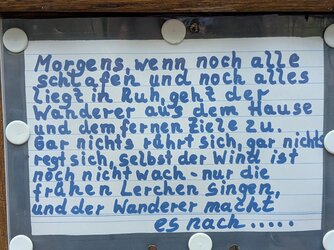 Morgens, wenn noch alle
schlafen und noch alles
liegt in Ruh, geht der
Wanderer aus dem Hause
und dem fernen Ziele zu.
Gar nichts rührt sich, gar nichts
regt sich, selbst der Wind ist
noch nicht wach - nur die
frühen Lerchen singen,
und der Wanderer macht
es nach .....